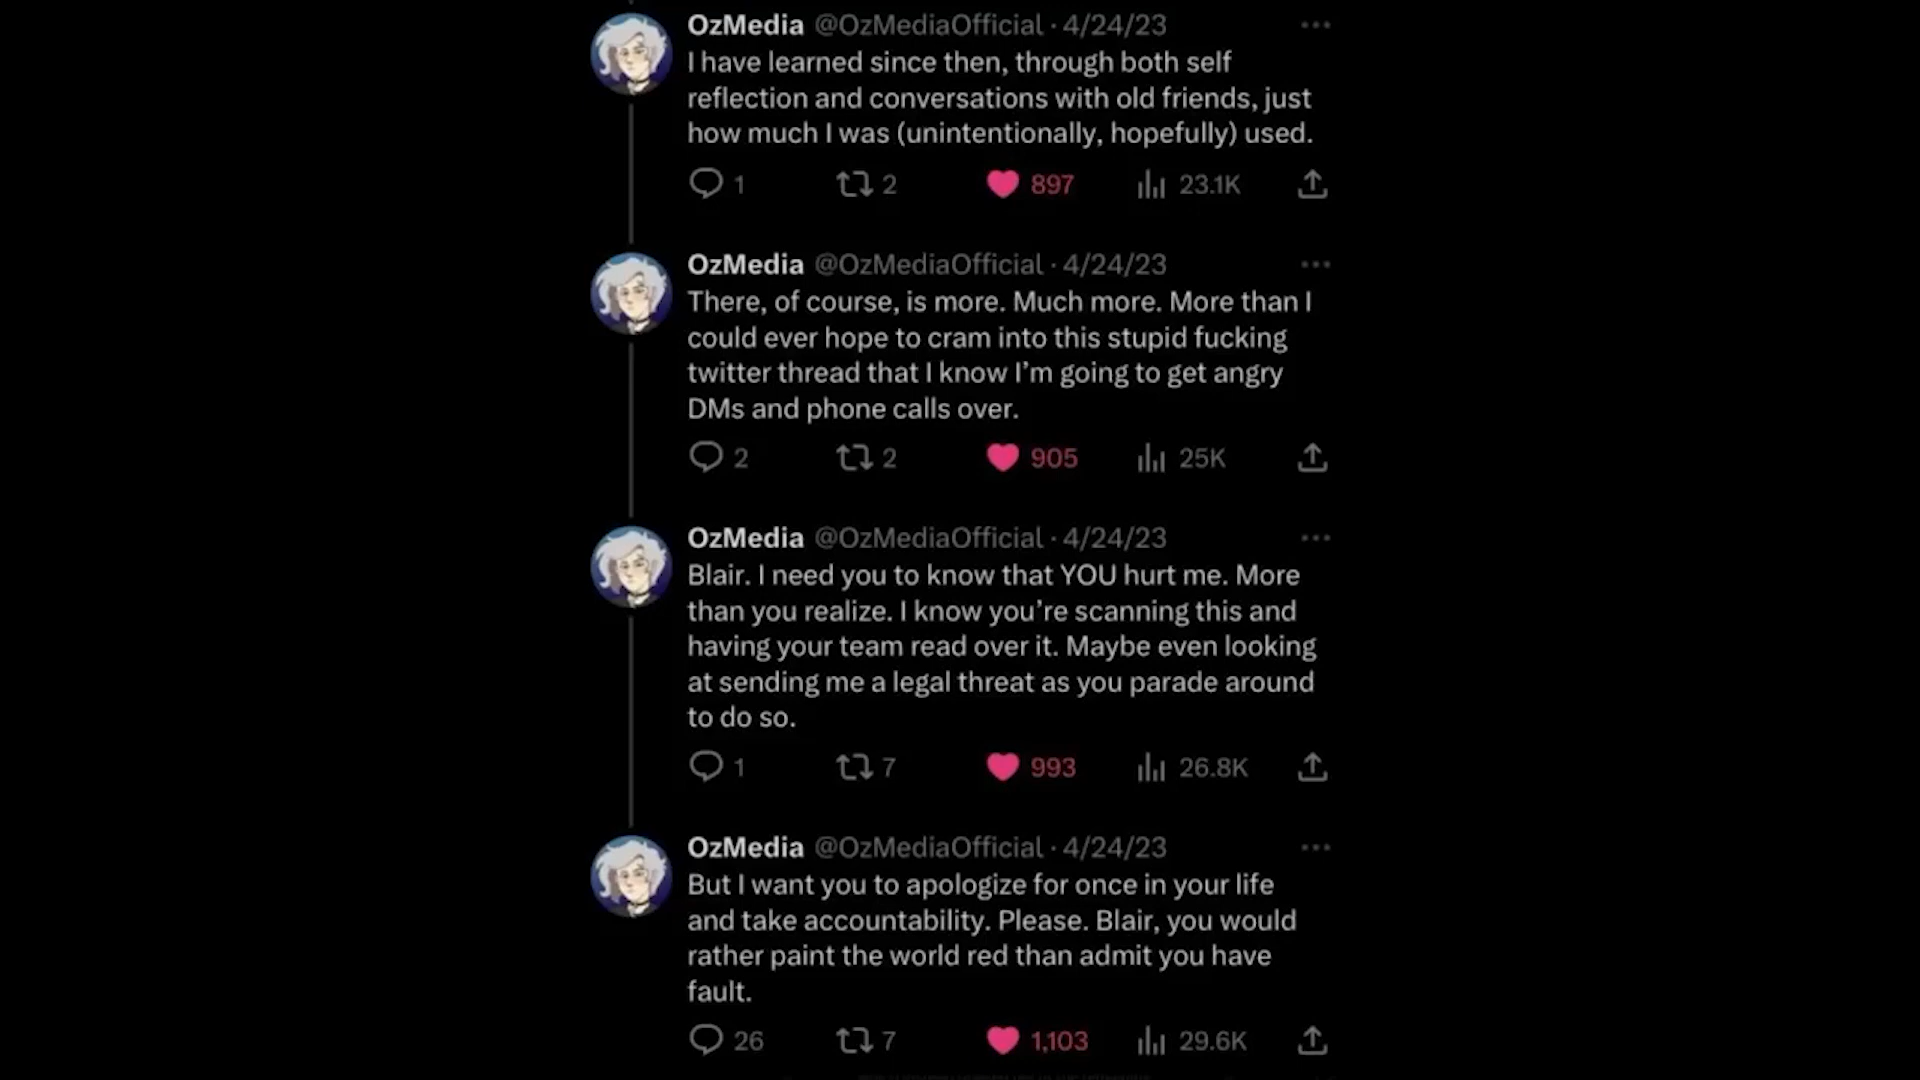 OzMedia @OzMediaOfficial · 4/24/23
I have learned since then, through both self
reflection and conversations with old friends, just
how much I was (unintentionally, hopefully) used.
1 2 897 23.1K
OzMedia @OzMediaOfficial · 4/24/23
There, of course, is more. Much more. More than I
could ever hope to cram into this stupid fucking
twitter thread that I know I’m going to get angry
DMs and phone calls over.
2 2 905 25K
OzMedia @OzMediaOfficial · 4/24/23
Blair. I need you to know that YOU hurt me. More
than you realize. I know you’re scanning this and
having your team read over it. Maybe even looking
at sending me a legal threat as you parade around
to do so.
1 7 993 26.8K
OzMedia @OzMediaOfficial · 4/24/23
But I want you to apologize for once in your life
and take accountability. Please. Blair, you would
rather paint the world red than admit you have
fault.
26 7 1,103 29.6K